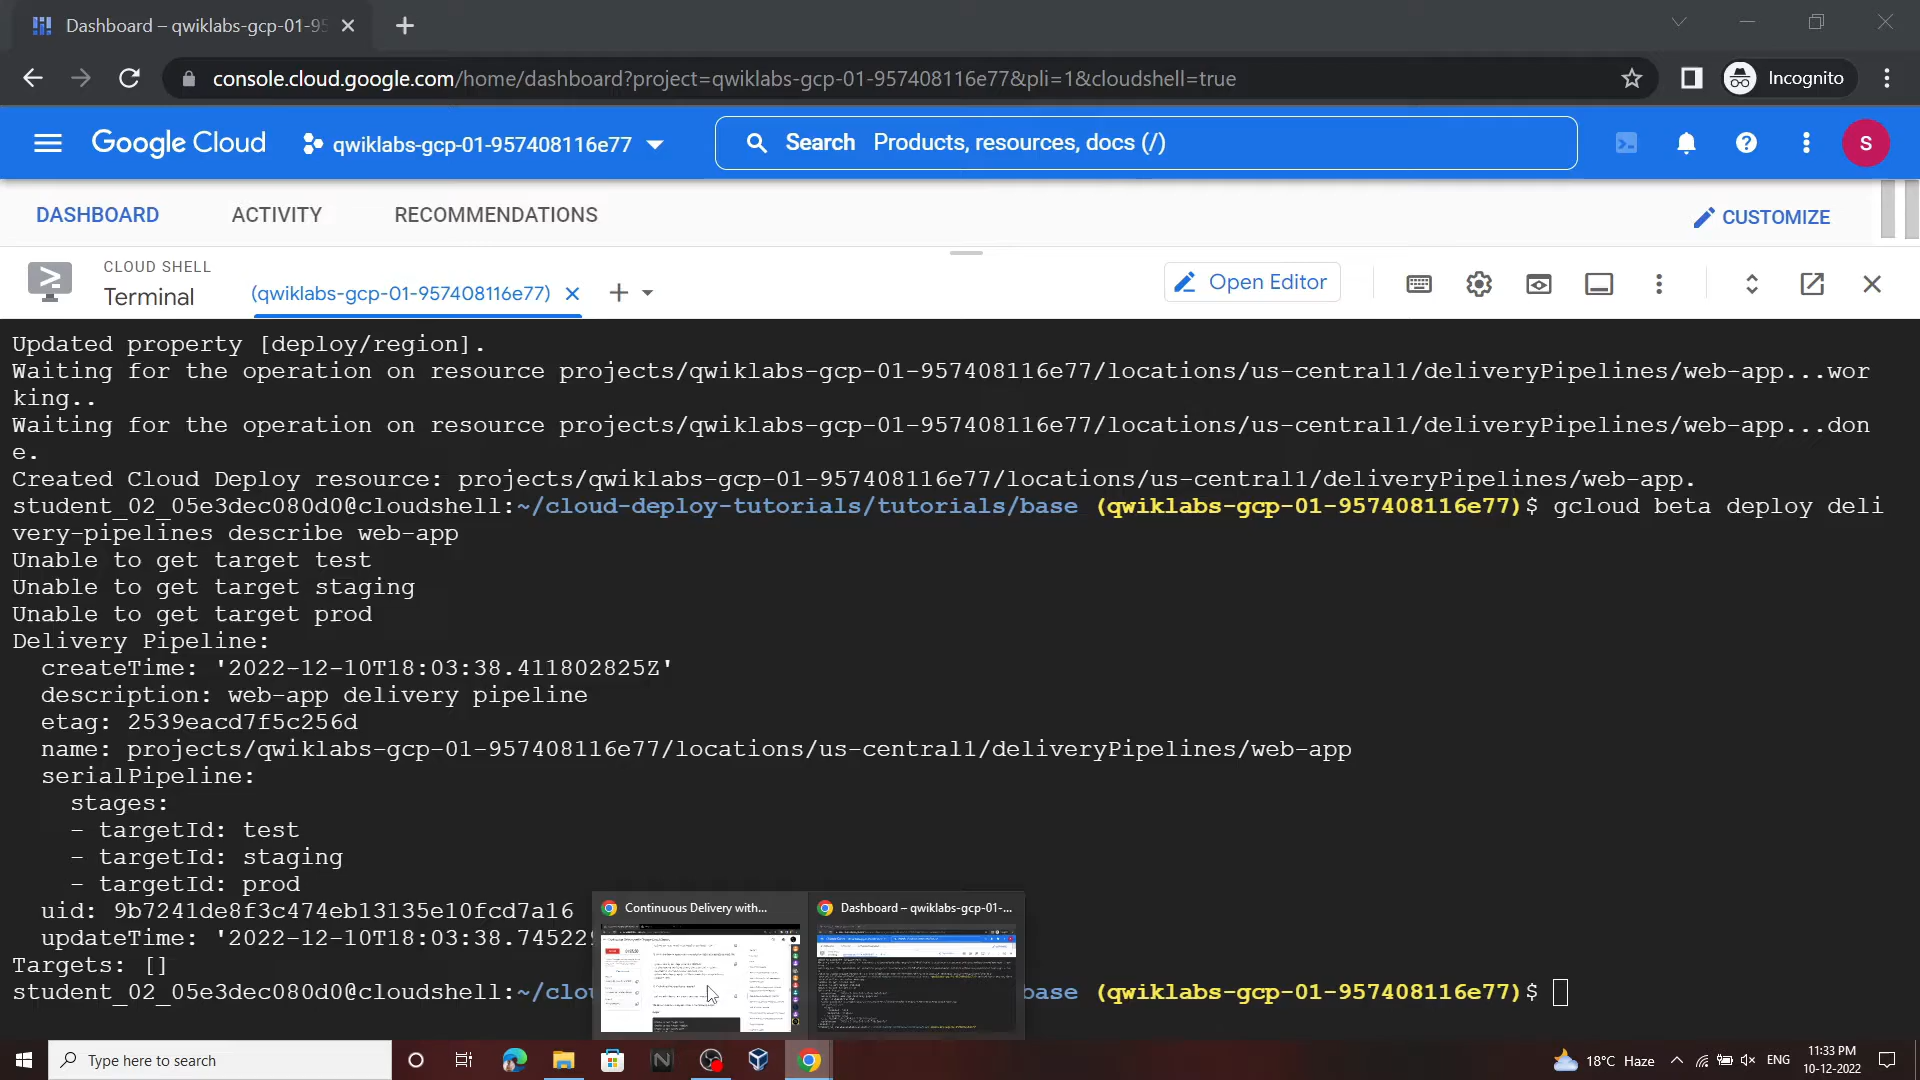 Dashboard – qwiklabs-gcp-01-95
console.cloud.google.com/home/dashboard?project=qwiklabs-gcp-01-957408116e77&pli=1&cloudshell=true
Incognito
Google Cloud
qwiklabs-gcp-01-957408116e77
Search Products, resources, docs (/)
S
DASHBOARD
ACTIVITY
RECOMMENDATIONS
CUSTOMIZE
CLOUD SHELL
Terminal
(qwiklabs-gcp-01-957408116e77)
Open Editor
Updated property [deploy/region].
Waiting for the operation on resource projects/qwiklabs-gcp-01-957408116e77/locations/us-central1/deliveryPipelines/web-app...wor
king..
Waiting for the operation on resource projects/qwiklabs-gcp-01-957408116e77/locations/us-central1/deliveryPipelines/web-app...don
e.
Created Cloud Deploy resource: projects/qwiklabs-gcp-01-957408116e77/locations/us-central1/deliveryPipelines/web-app.
student_02_05e3dec080d0@cloudshell:~/cloud-deploy-tutorials/tutorials/base (qwiklabs-gcp-01-957408116e77)$ gcloud beta deploy deli
very-pipelines describe web-app
Unable to get target test
Unable to get target staging
Unable to get target prod
Delivery Pipeline:
createTime: '2022-12-10T18:03:38.411802825Z'
description: web-app delivery pipeline
etag: 2539eacd7f5c256d
name: projects/qwiklabs-gcp-01-957408116e77/locations/us-central1/deliveryPipelines/web-app
serialPipeline:
stages:
- targetId: test
- targetId: staging
- targetId: prod
uid: 9b7241de8f3c474eb13135e10fcd7a16
updateTime: '2022-12-10T18:03:38.745229
Targets: []
student_02_05e3dec080d0@cloudshell:~/clou
base (qwiklabs-gcp-01-957408116e77)$
Continuous Delivery with...
Dashboard – qwiklabs-gcp-01-...
Type here to search
18°C Haze
ENG
11:33 PM
10-12-2022